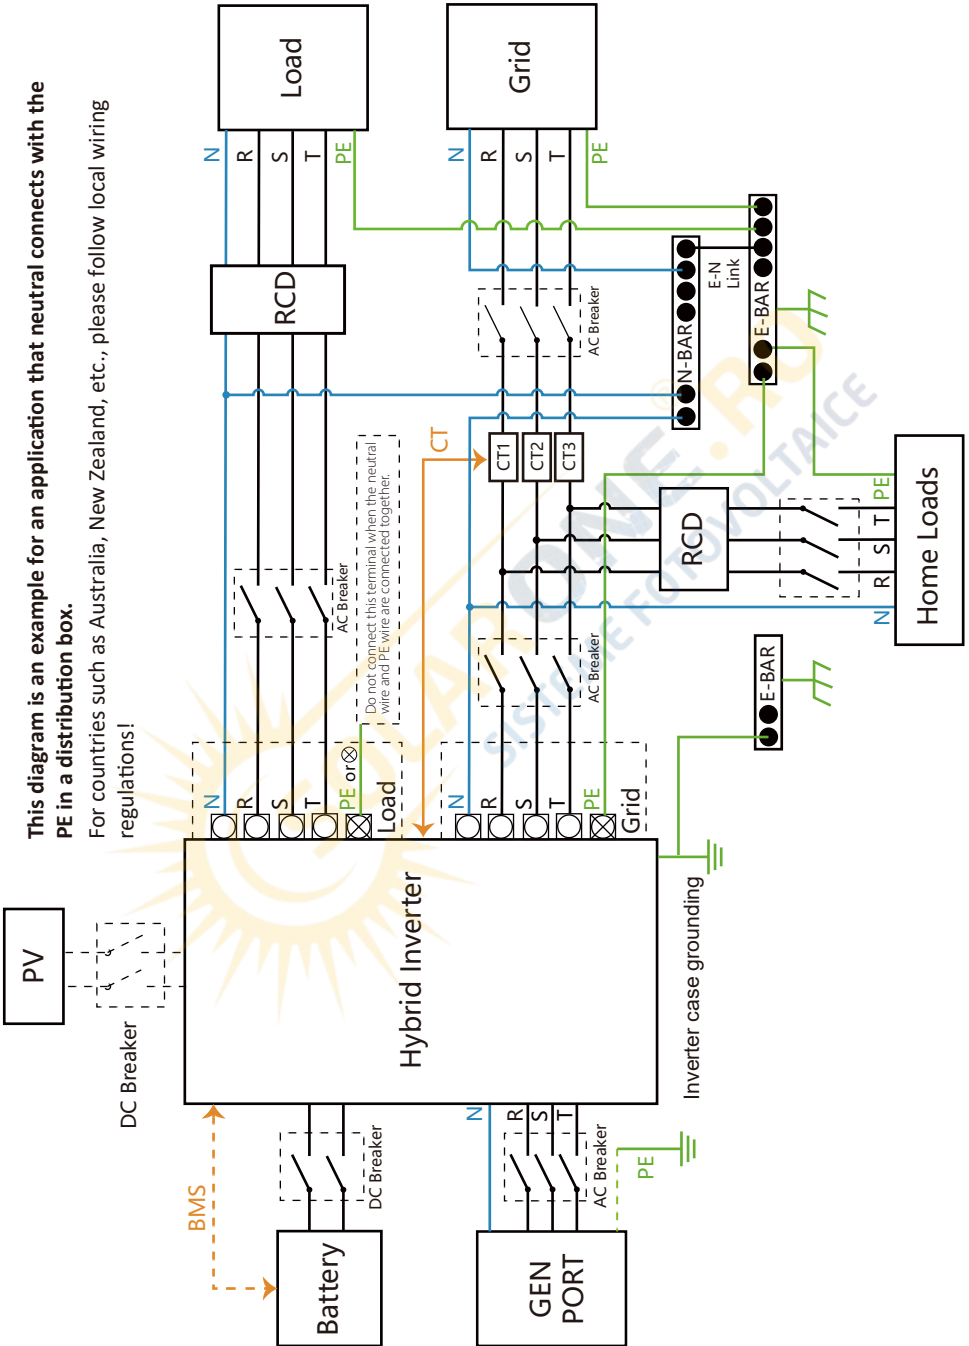 This diagram is an example for an application that neutral connects with the
PE in a distribution box.
For countries such as Australia, New Zealand, etc., please follow local wiring
regulations!
PV
DC Breaker
BMS
Battery
DC Breaker
GEN
PORT
N
R
S
T
AC Breaker
PE
Hybrid Inverter
Inverter case grounding
N
R
S
T
PE or
Load
N
R
S
T
PE
Grid
AC Breaker
Do not connect this terminal when the neutral
wire and PE wire are connected together.
CT
AC Breaker
CT1
CT2
CT3
AC Breaker
RCD
N
R
S
T
PE
Load
N
R
S
T
PE
Grid
N-BAR
E-N
Link
E-BAR
RCD
N
R
S
T
PE
Home Loads
E-BAR
SOLARONE.RO
®
SISTEME FOTOVOLTAICE